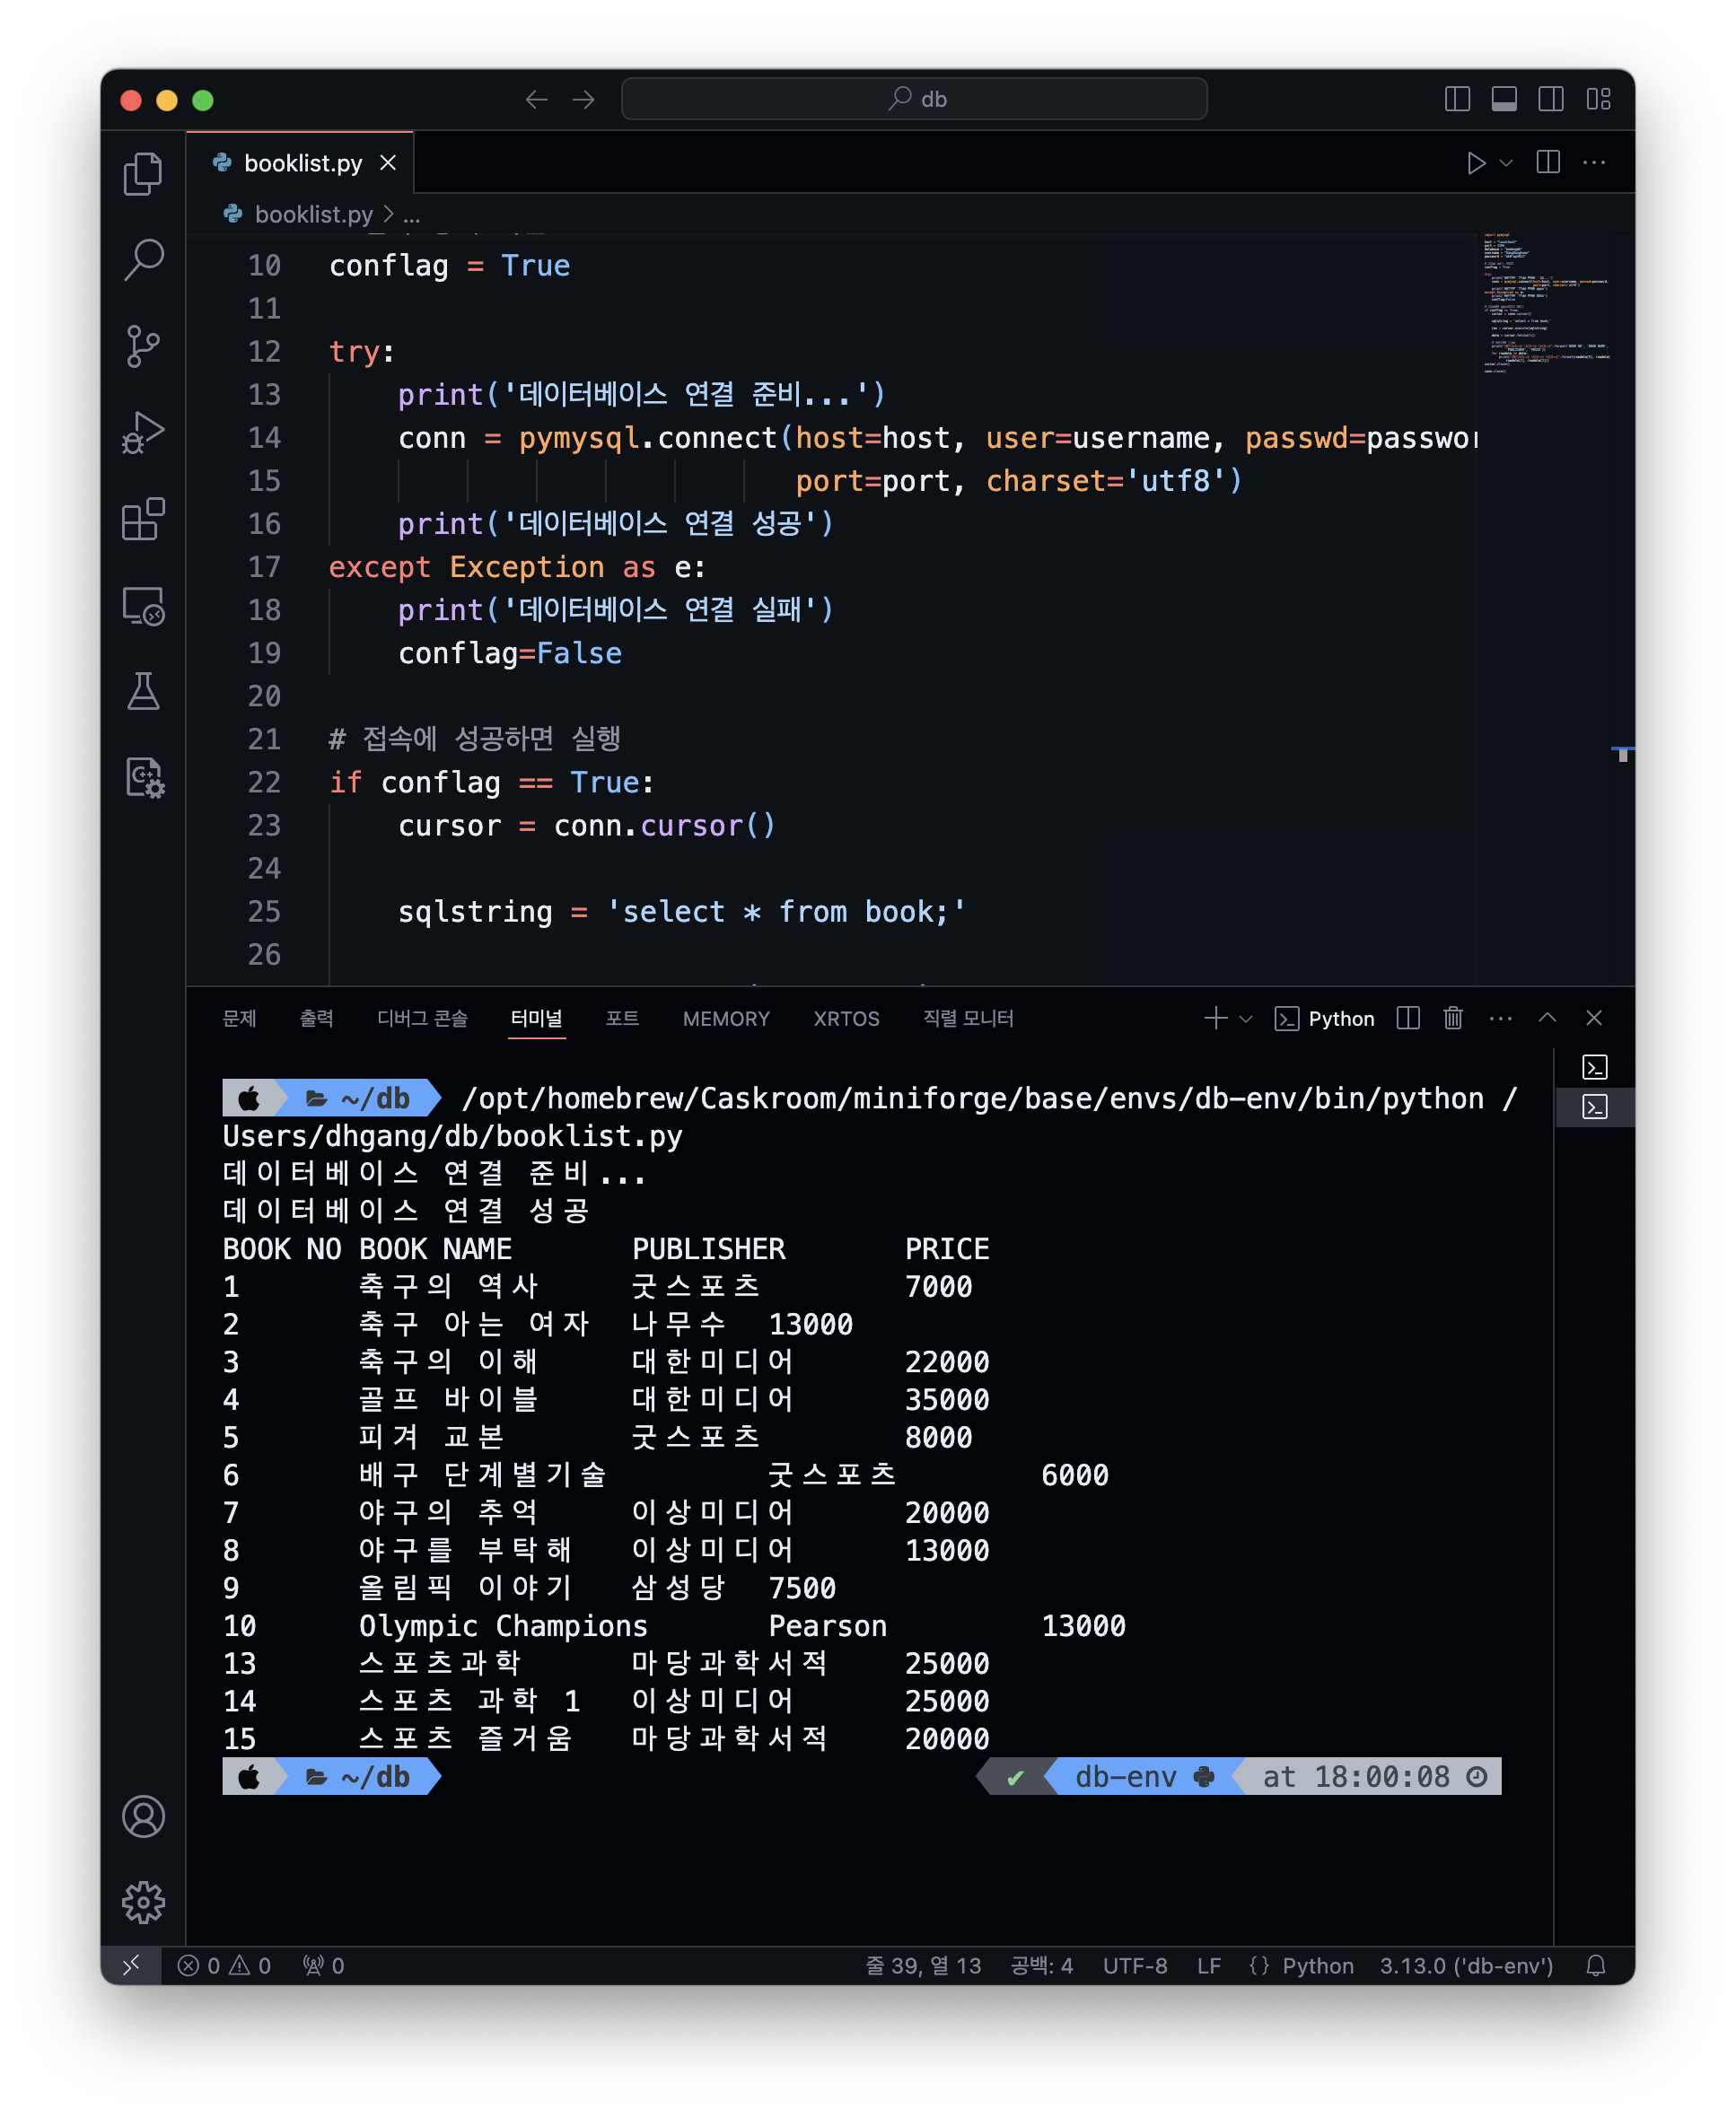 db
booklist.py
booklist.py > ...
10 conflag = True
11
12 try:
13     print('데이터베이스 연결 준비...')
14     conn = pymysql.connect(host=host, user=username, passwd=passwor
15                            port=port, charset='utf8')
16     print('데이터베이스 연결 성공')
17 except Exception as e:
18     print('데이터베이스 연결 실패')
19     conflag=False
20
21 # 접속에 성공하면 실행
22 if conflag == True:
23     cursor = conn.cursor()
24
25     sqlstring = 'select * from book;'
26
문제 출력 디버그 콘솔 터미널 포트 MEMORY XRTOS 직렬 모니터 Python
~/db /opt/homebrew/Caskroom/miniforge/base/envs/db-env/bin/python /
Users/dhgang/db/booklist.py
데이터베이스 연결 준비...
데이터베이스 연결 성공
BOOK NO BOOK NAME PUBLISHER PRICE
1 축구의 역사 굿스포츠 7000
2 축구 아는 여자 나무수 13000
3 축구의 이해 대한미디어 22000
4 골프 바이블 대한미디어 35000
5 피겨 교본 굿스포츠 8000
6 배구 단계별기술 굿스포츠 6000
7 야구의 추억 이상미디어 20000
8 야구를 부탁해 이상미디어 13000
9 올림픽 이야기 삼성당 7500
10 Olympic Champions Pearson 13000
13 스포츠과학 마당과학서적 25000
14 스포츠 과학 1 이상미디어 25000
15 스포츠 즐거움 마당과학서적 20000
~/db ✔ db-env at 18:00:08
0 0 0 줄 39, 열 13 공백: 4 UTF-8 LF {} Python 3.13.0 ('db-env')